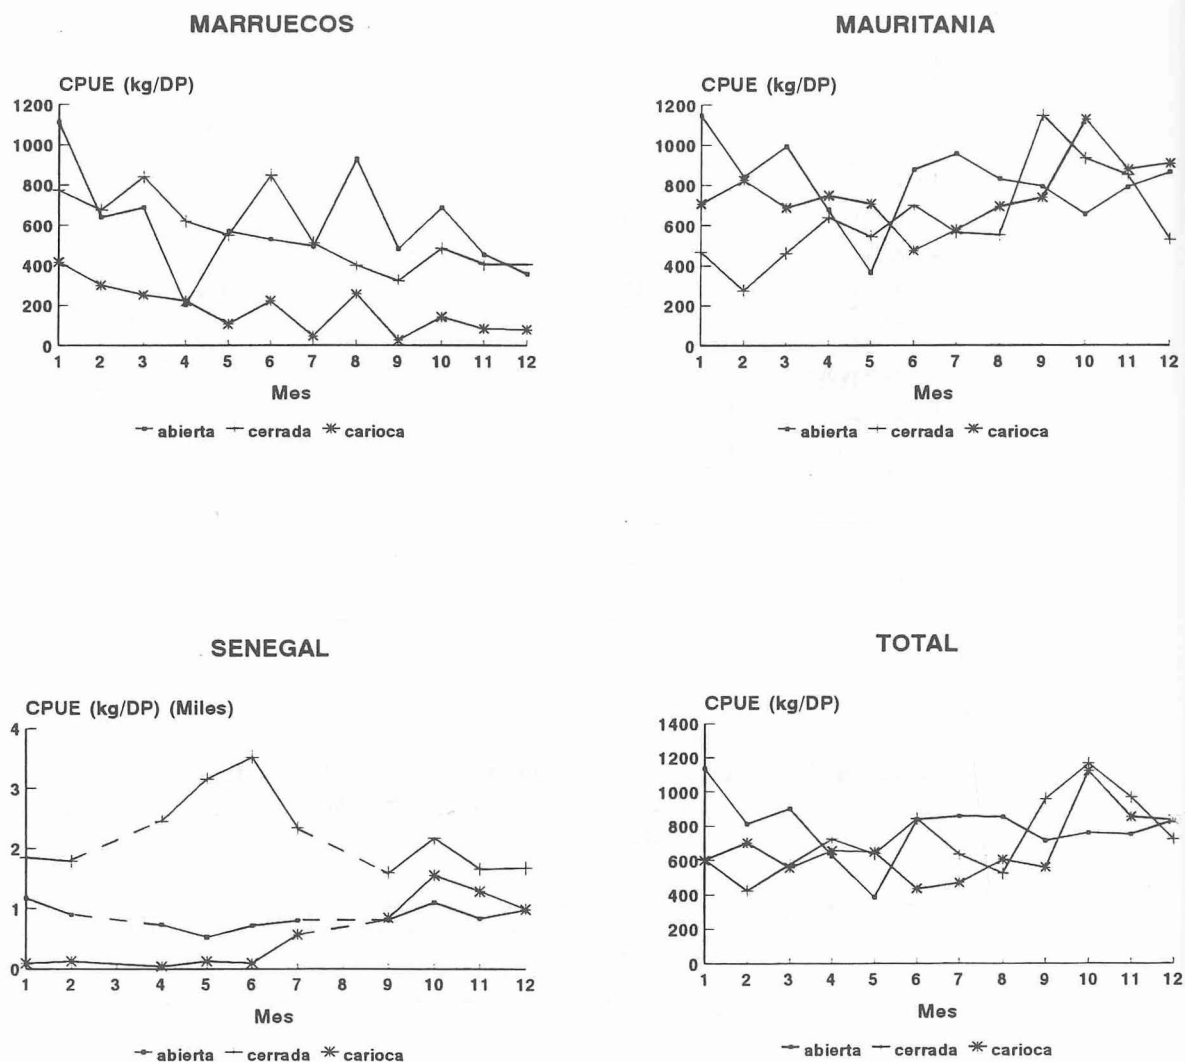 MARRUECOS
CPUE (kg/DP)
1200
1000
800
600
400
200
0
1 2 3 4 5 6 7 8 9 10 11 12
Mes
abierta cerrada carioca
MAURITANIA
CPUE (kg/DP)
1200
1000
800
600
400
200
0
1 2 3 4 5 6 7 8 9 10 11 12
Mes
abierta cerrada carioca
SENEGAL
CPUE (kg/DP) (Miles)
4
3
2
1
0
1 2 3 4 5 6 7 8 9 10 11 12
Mes
abierta cerrada carioca
TOTAL
CPUE (kg/DP)
1400
1200
1000
800
600
400
200
0
1 2 3 4 5 6 7 8 9 10 11 12
Mes
abierta cerrada carioca